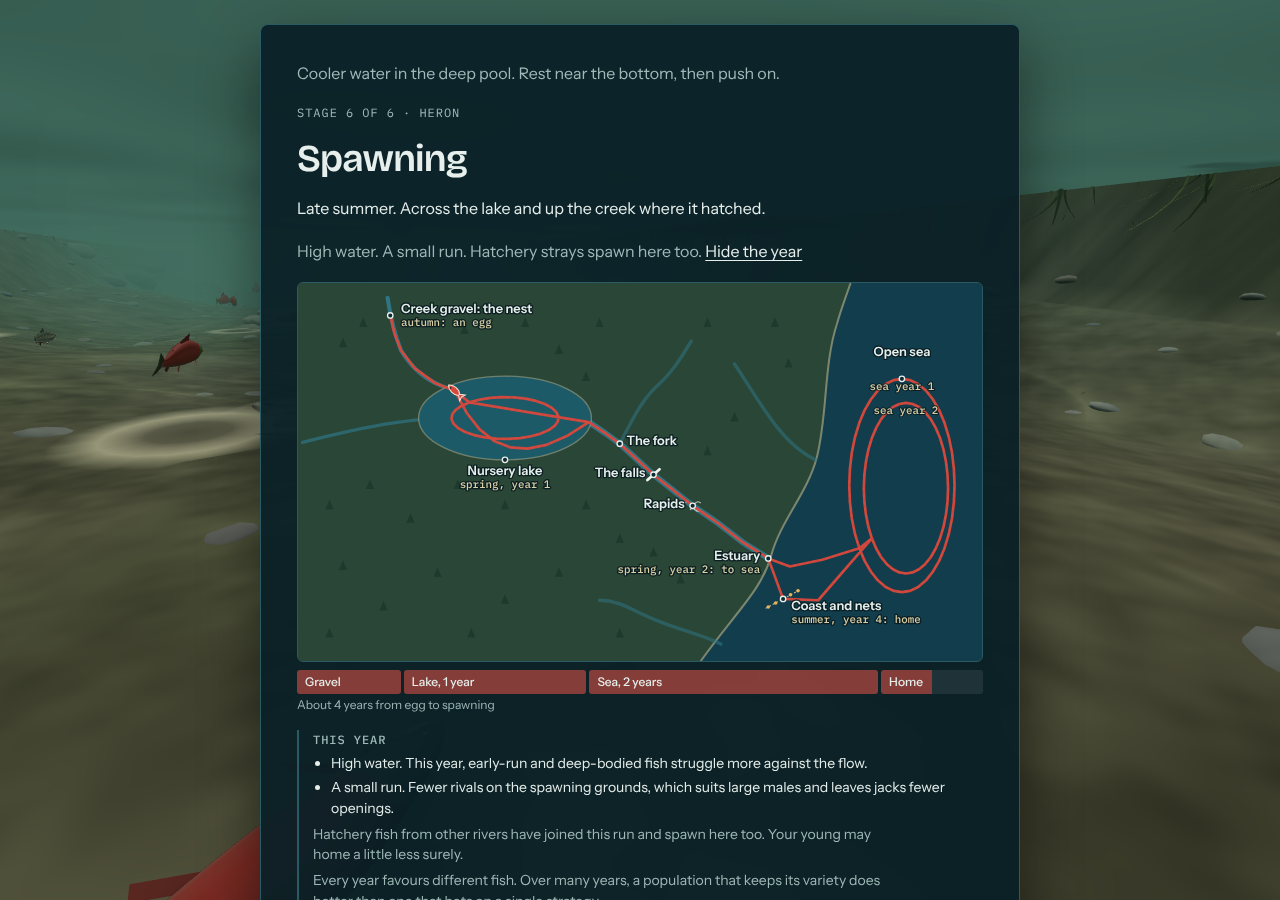 Cooler water in the deep pool. Rest near the bottom, then push on.
STAGE 6 OF 6 · HERON
Spawning
Late summer. Across the lake and up the creek where it hatched.
High water. A small run. Hatchery strays spawn here too. Hide the year
Creek gravel: the nest
autumn: an egg
Open sea
sea year 1
sea year 2
The fork
Nursery lake
spring, year 1
The falls
Rapids
Estuary
spring, year 2: to sea
Coast and nets
summer, year 4: home
Gravel
Lake, 1 year
Sea, 2 years
Home
About 4 years from egg to spawning
THIS YEAR
• High water. This year, early-run and deep-bodied fish struggle more against the flow.
• A small run. Fewer rivals on the spawning grounds, which suits large males and leaves jacks fewer
openings.
Hatchery fish from other rivers have joined this run and spawn here too. Your young may
home a little less surely.
Every year favours different fish. Over many years, a population that keeps its variety does